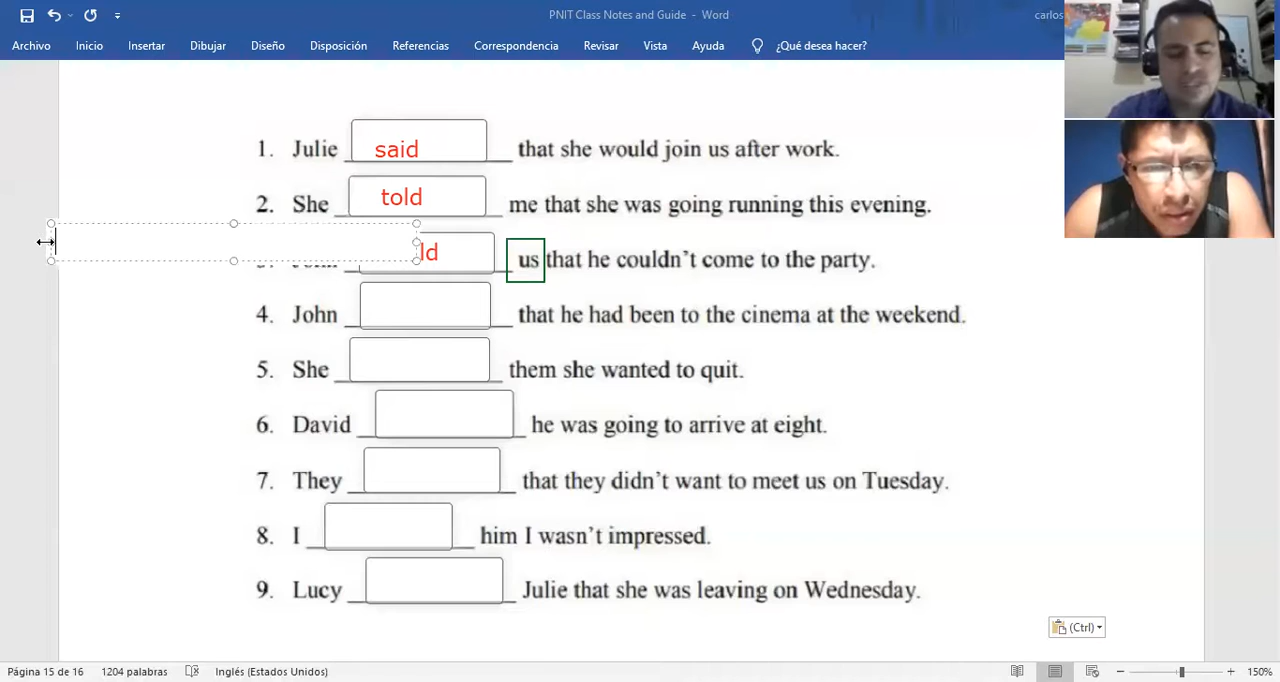 PNIT Class Notes and Guide - Word
carlos
Archivo Inicio Insertar Dibujar Diseño Disposición Referencias Correspondencia Revisar Vista Ayuda ¿Qué desea hacer?
1. Julie said that she would join us after work.
2. She told me that she was going running this evening.
ld us that he couldn't come to the party.
4. John that he had been to the cinema at the weekend.
5. She them she wanted to quit.
6. David he was going to arrive at eight.
7. They that they didn't want to meet us on Tuesday.
8. I him I wasn't impressed.
9. Lucy Julie that she was leaving on Wednesday.
(Ctrl)
Página 15 de 16 1204 palabras Inglés (Estados Unidos) 150%